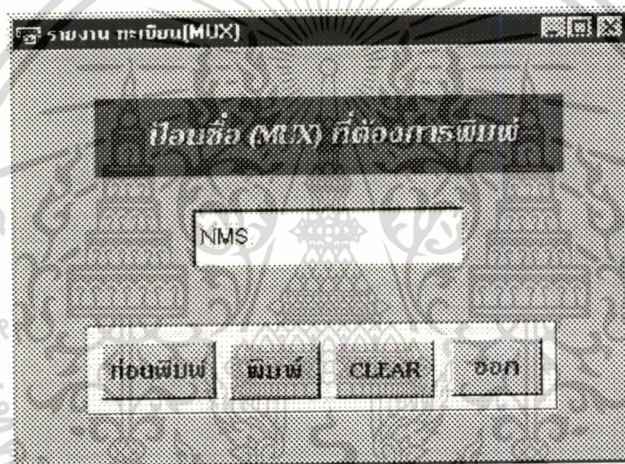 รายงาน ทะเบียน(MUX)
ป้อนชื่อ (MUX) ที่ต้องการพิมพ์
NMS.
ก่อนพิมพ์ พิมพ์ CLEAR ออก